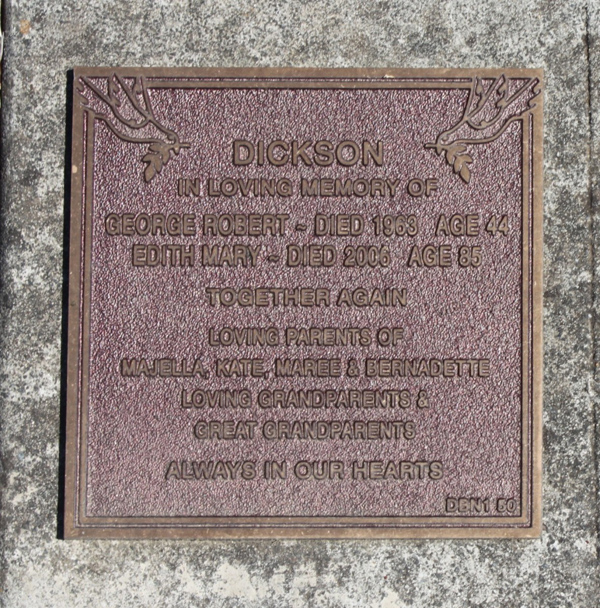 DICKSON
IN LOVING MEMORY OF
GEORGE ROBERT ~ DIED 1963 AGE 44
EDITH MARY ~ DIED 2006 AGE 85
TOGETHER AGAIN
LOVING PARENTS OF
MAJELLA, KATE, MAREE & BERNADETTE
LOVING GRANDPARENTS &
GREAT GRANDPARENTS
ALWAYS IN OUR HEARTS
DBN1 50